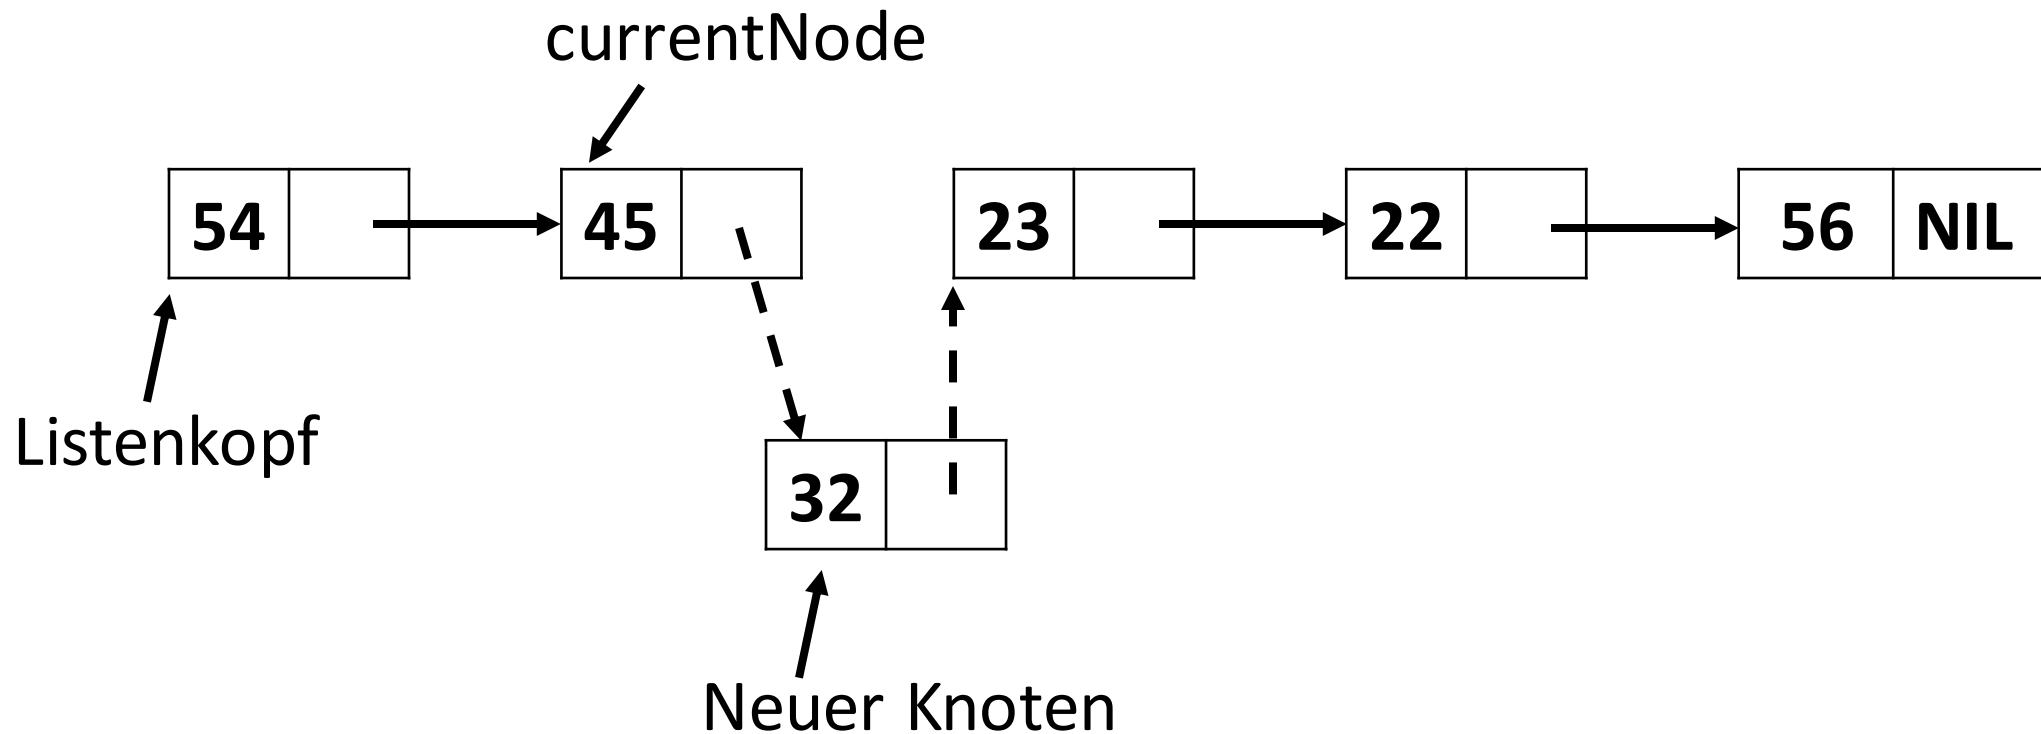 currentNode
54
45
23
22
56 NIL
Listenkopf
32
Neuer Knoten